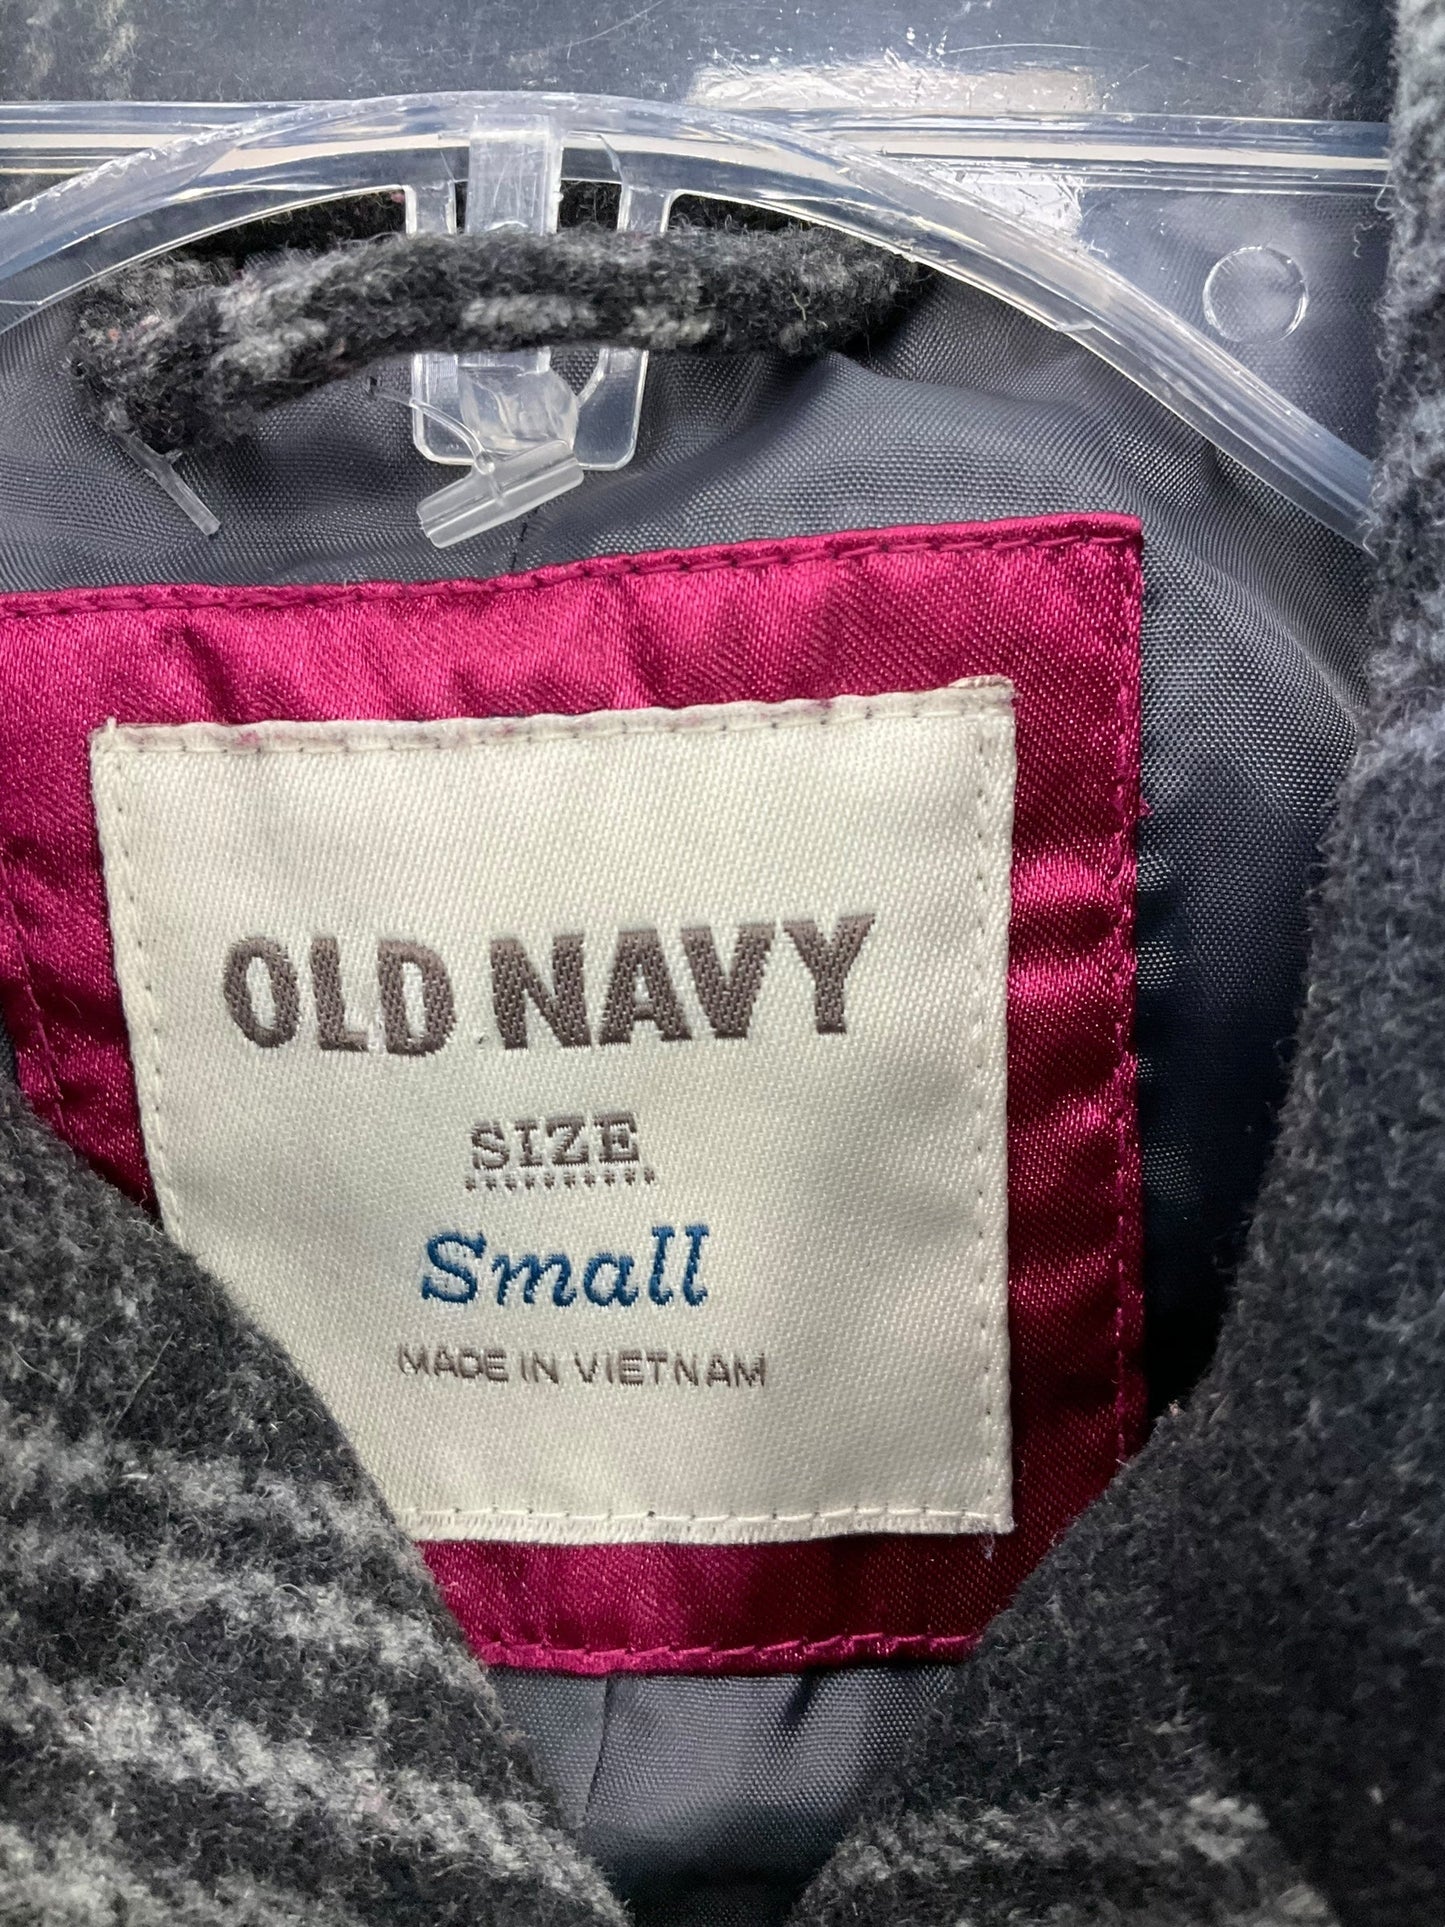 OLD NAVY
SIZE
Small
MADE IN VIETNAM